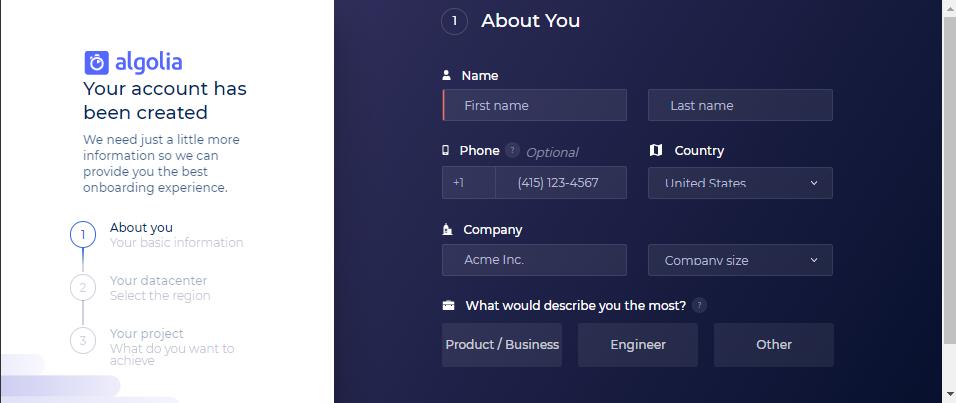 algolia
Your account has
been created
We need just a little more
information so we can
provide you the best
onboarding experience.
1
About you
Your basic information
2
Your datacenter
Select the region
3
Your project
What do you want to
achieve
1 About You
Name
First name Last name
Phone ? Optional Country
+1 (415) 123-4567 United States
Company
Acme Inc. Company size
What would describe you the most? ?
Product / Business Engineer Other